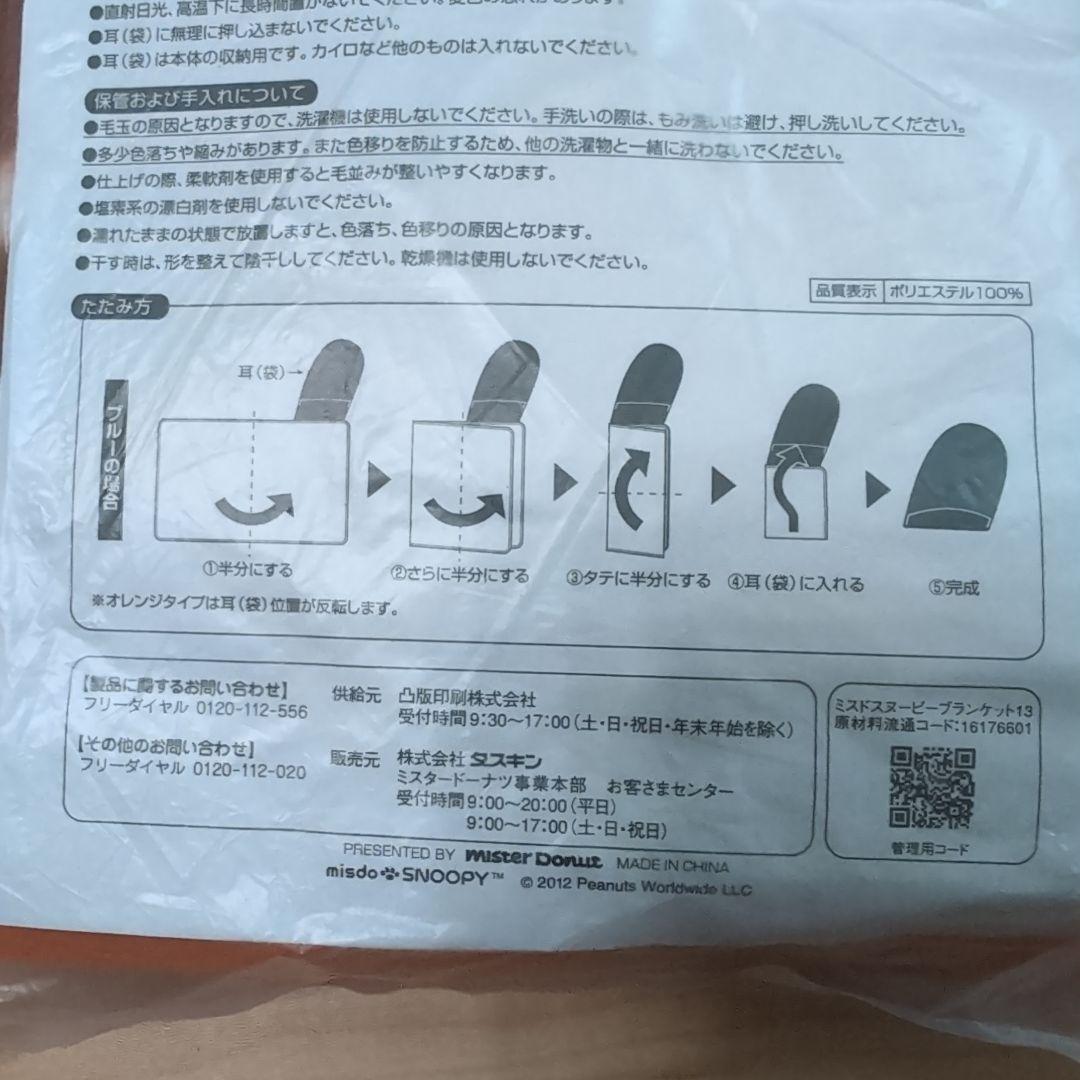 ●直射日光、高温下に長時間置かないでください。変色の恐れがあります。
●耳(袋)に無理に押し込まないでください。
●耳(袋)は本体の収納用です。カイロなど他のものは入れないでください。
保管および手入れについて
●毛玉の原因となりますので、洗濯機は使用しないでください。手洗いの際は、もみ洗いは避け、押し洗いしてください。
●多少色落ちや縮みがあります。また色移りを防止するため、他の洗濯物と一緒に洗わないでください。
●仕上げの際、柔軟剤を使用すると毛並みが整いやすくなります。
●塩素系の漂白剤を使用しないでください。
●濡れたままの状態で放置しますと、色落ち、色移りの原因となります。
●干す時は、形を整えて陰干ししてください。乾燥機は使用しないでください。
品質表示 ポリエステル100%
たたみ方
耳(袋)→
ブルーの場合
①半分にする ②さらに半分にする ③タテに半分にする ④耳(袋)に入れる ⑤完成
※オレンジタイプは耳(袋)位置が反転します。
【製品に関するお問い合わせ】 供給元 凸版印刷株式会社
フリーダイヤル 0120-112-556 受付時間9:30〜17:00(土・日・祝日・年末年始を除く)
【その他のお問い合わせ】 販売元 株式会社 ダスキン
フリーダイヤル 0120-112-020 ミスタードーナツ事業本部 お客さまセンター
受付時間9:00〜20:00(平日)
9:00〜17:00(土・日・祝日)
ミスドスヌーピーブランケット13
原材料流通コード:16176601
管理用コード
PRESENTED BY mister Donut MADE IN CHINA
misdo SNOOPY™ © 2012 Peanuts Worldwide LLC